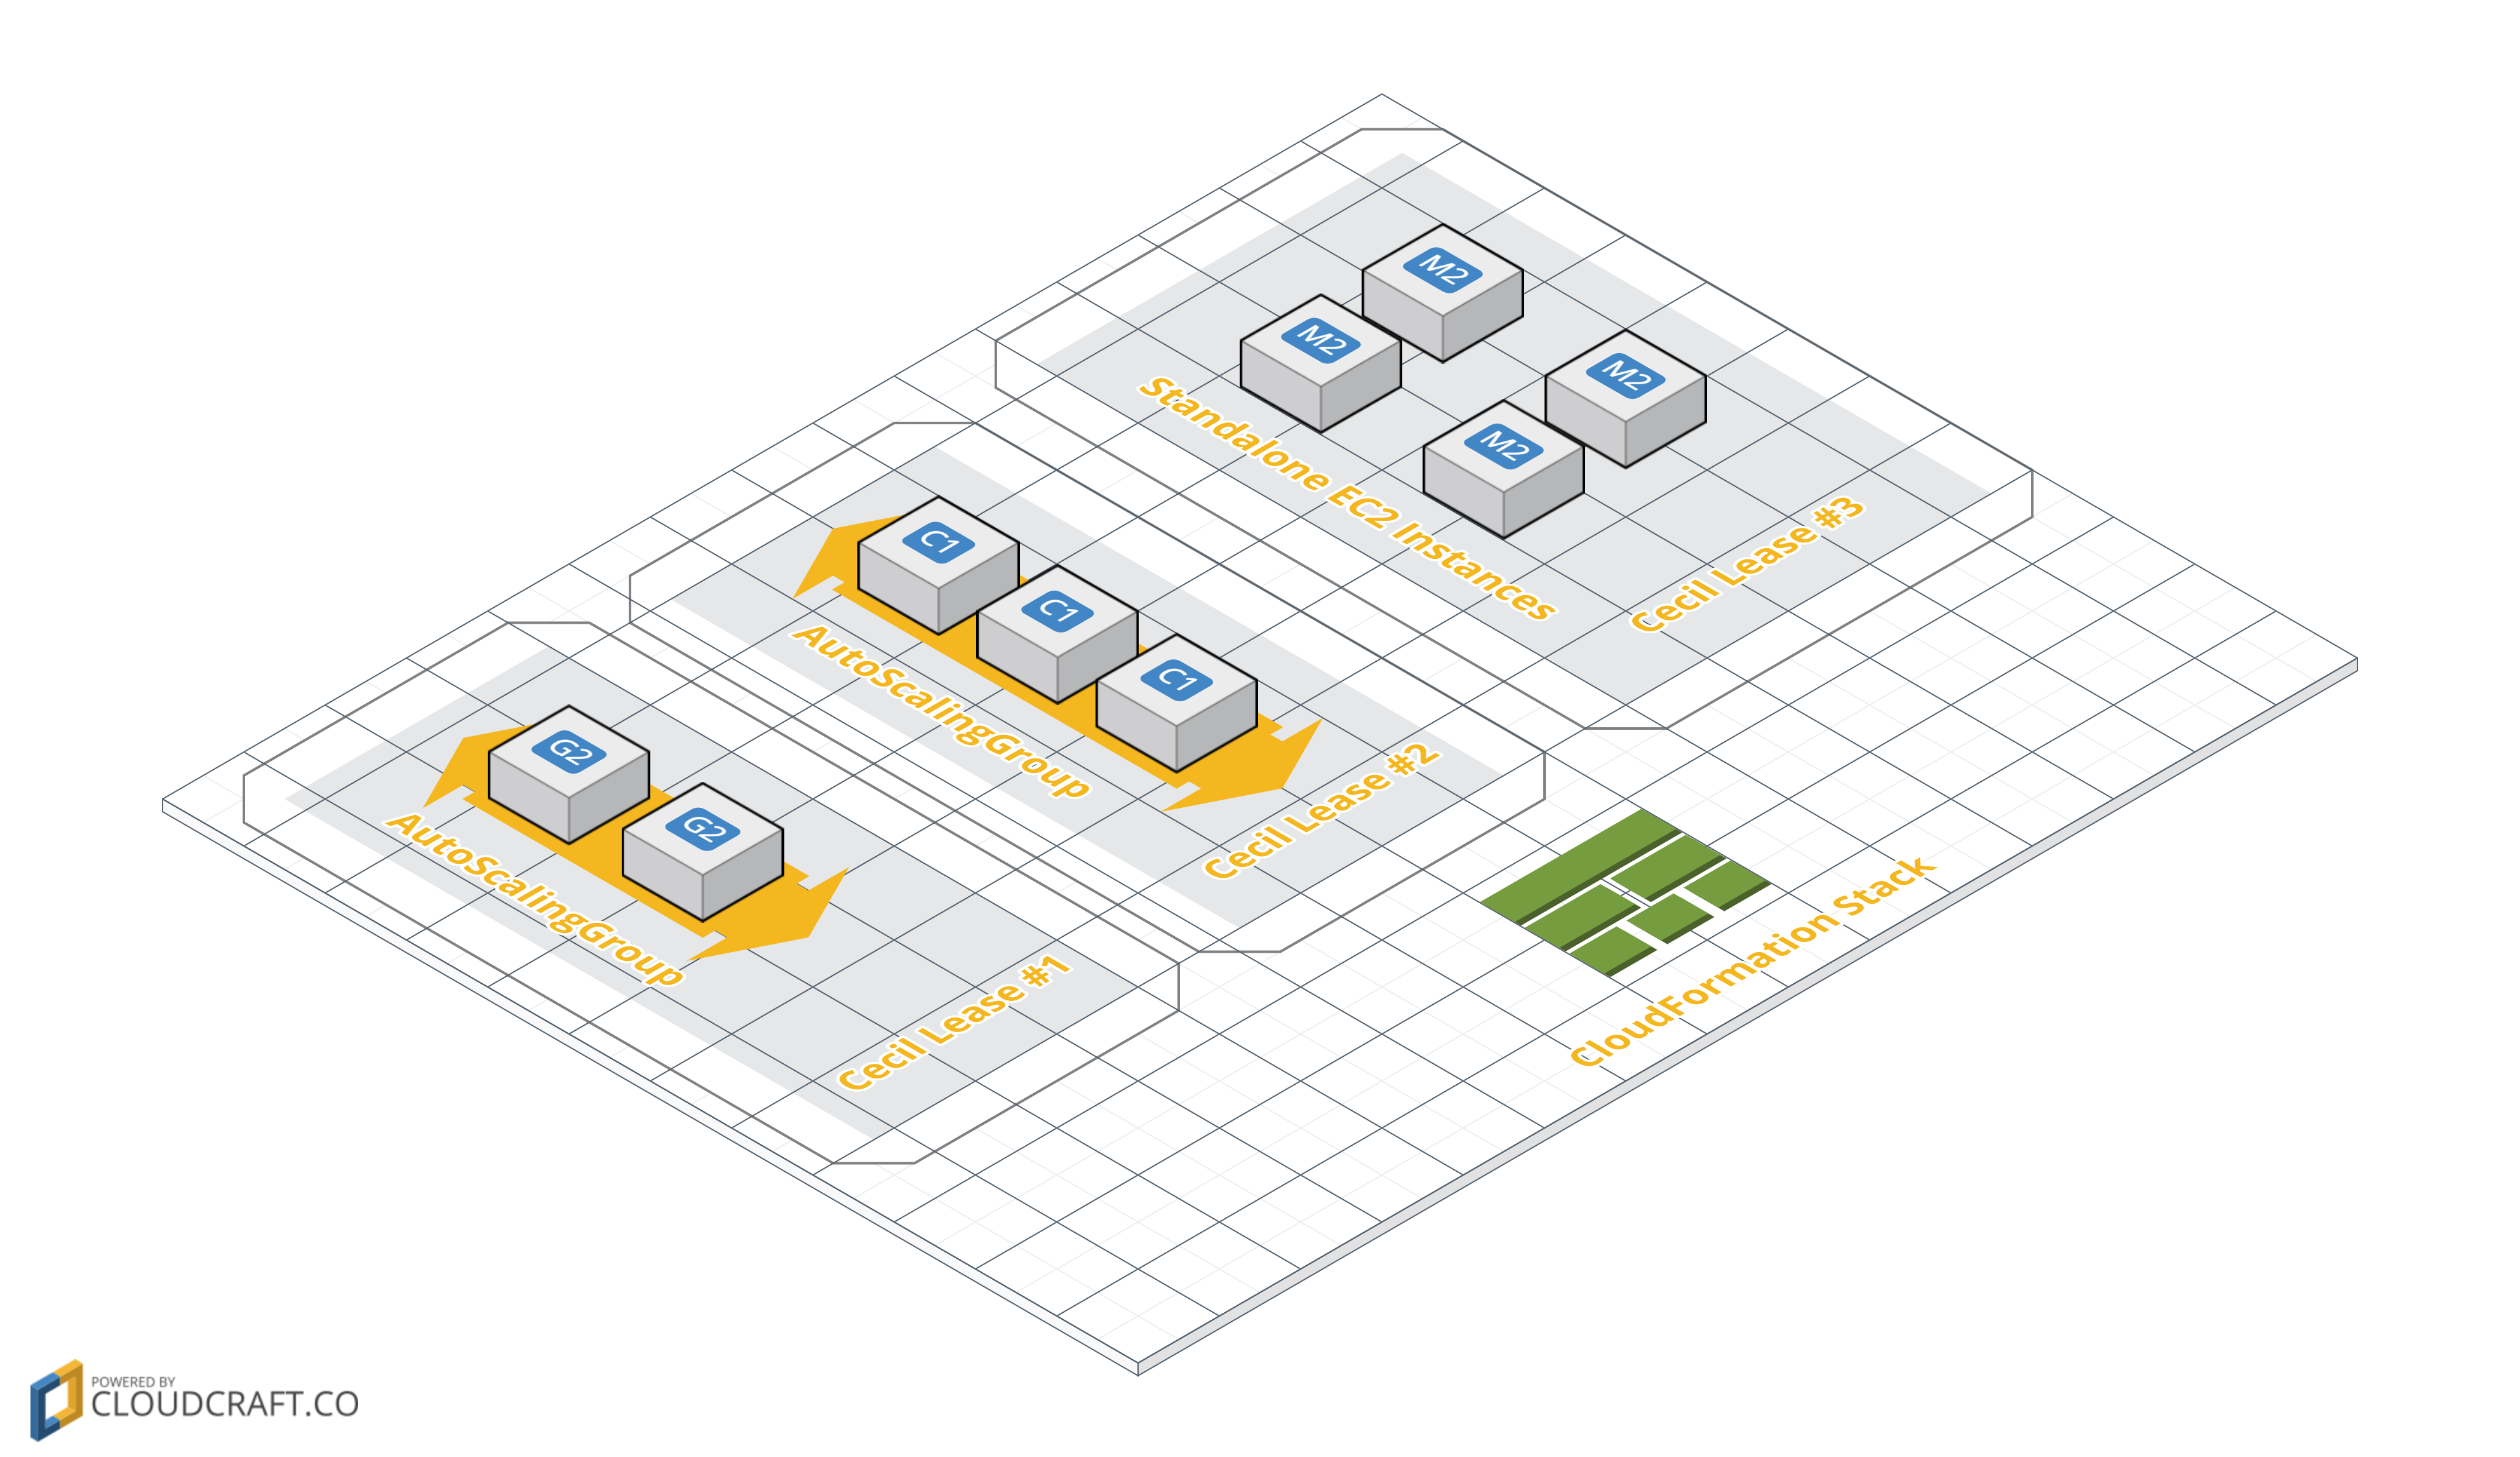 M2
M2
M2
M2
Standalone EC2 Instances
Cecil Lease #3
C1
C1
C1
AutoScalingGroup
Cecil Lease #2
G2
G2
AutoScalingGroup
Cecil Lease #1
CloudFormation Stack
POWERED BY
CLOUDCRAFT.CO